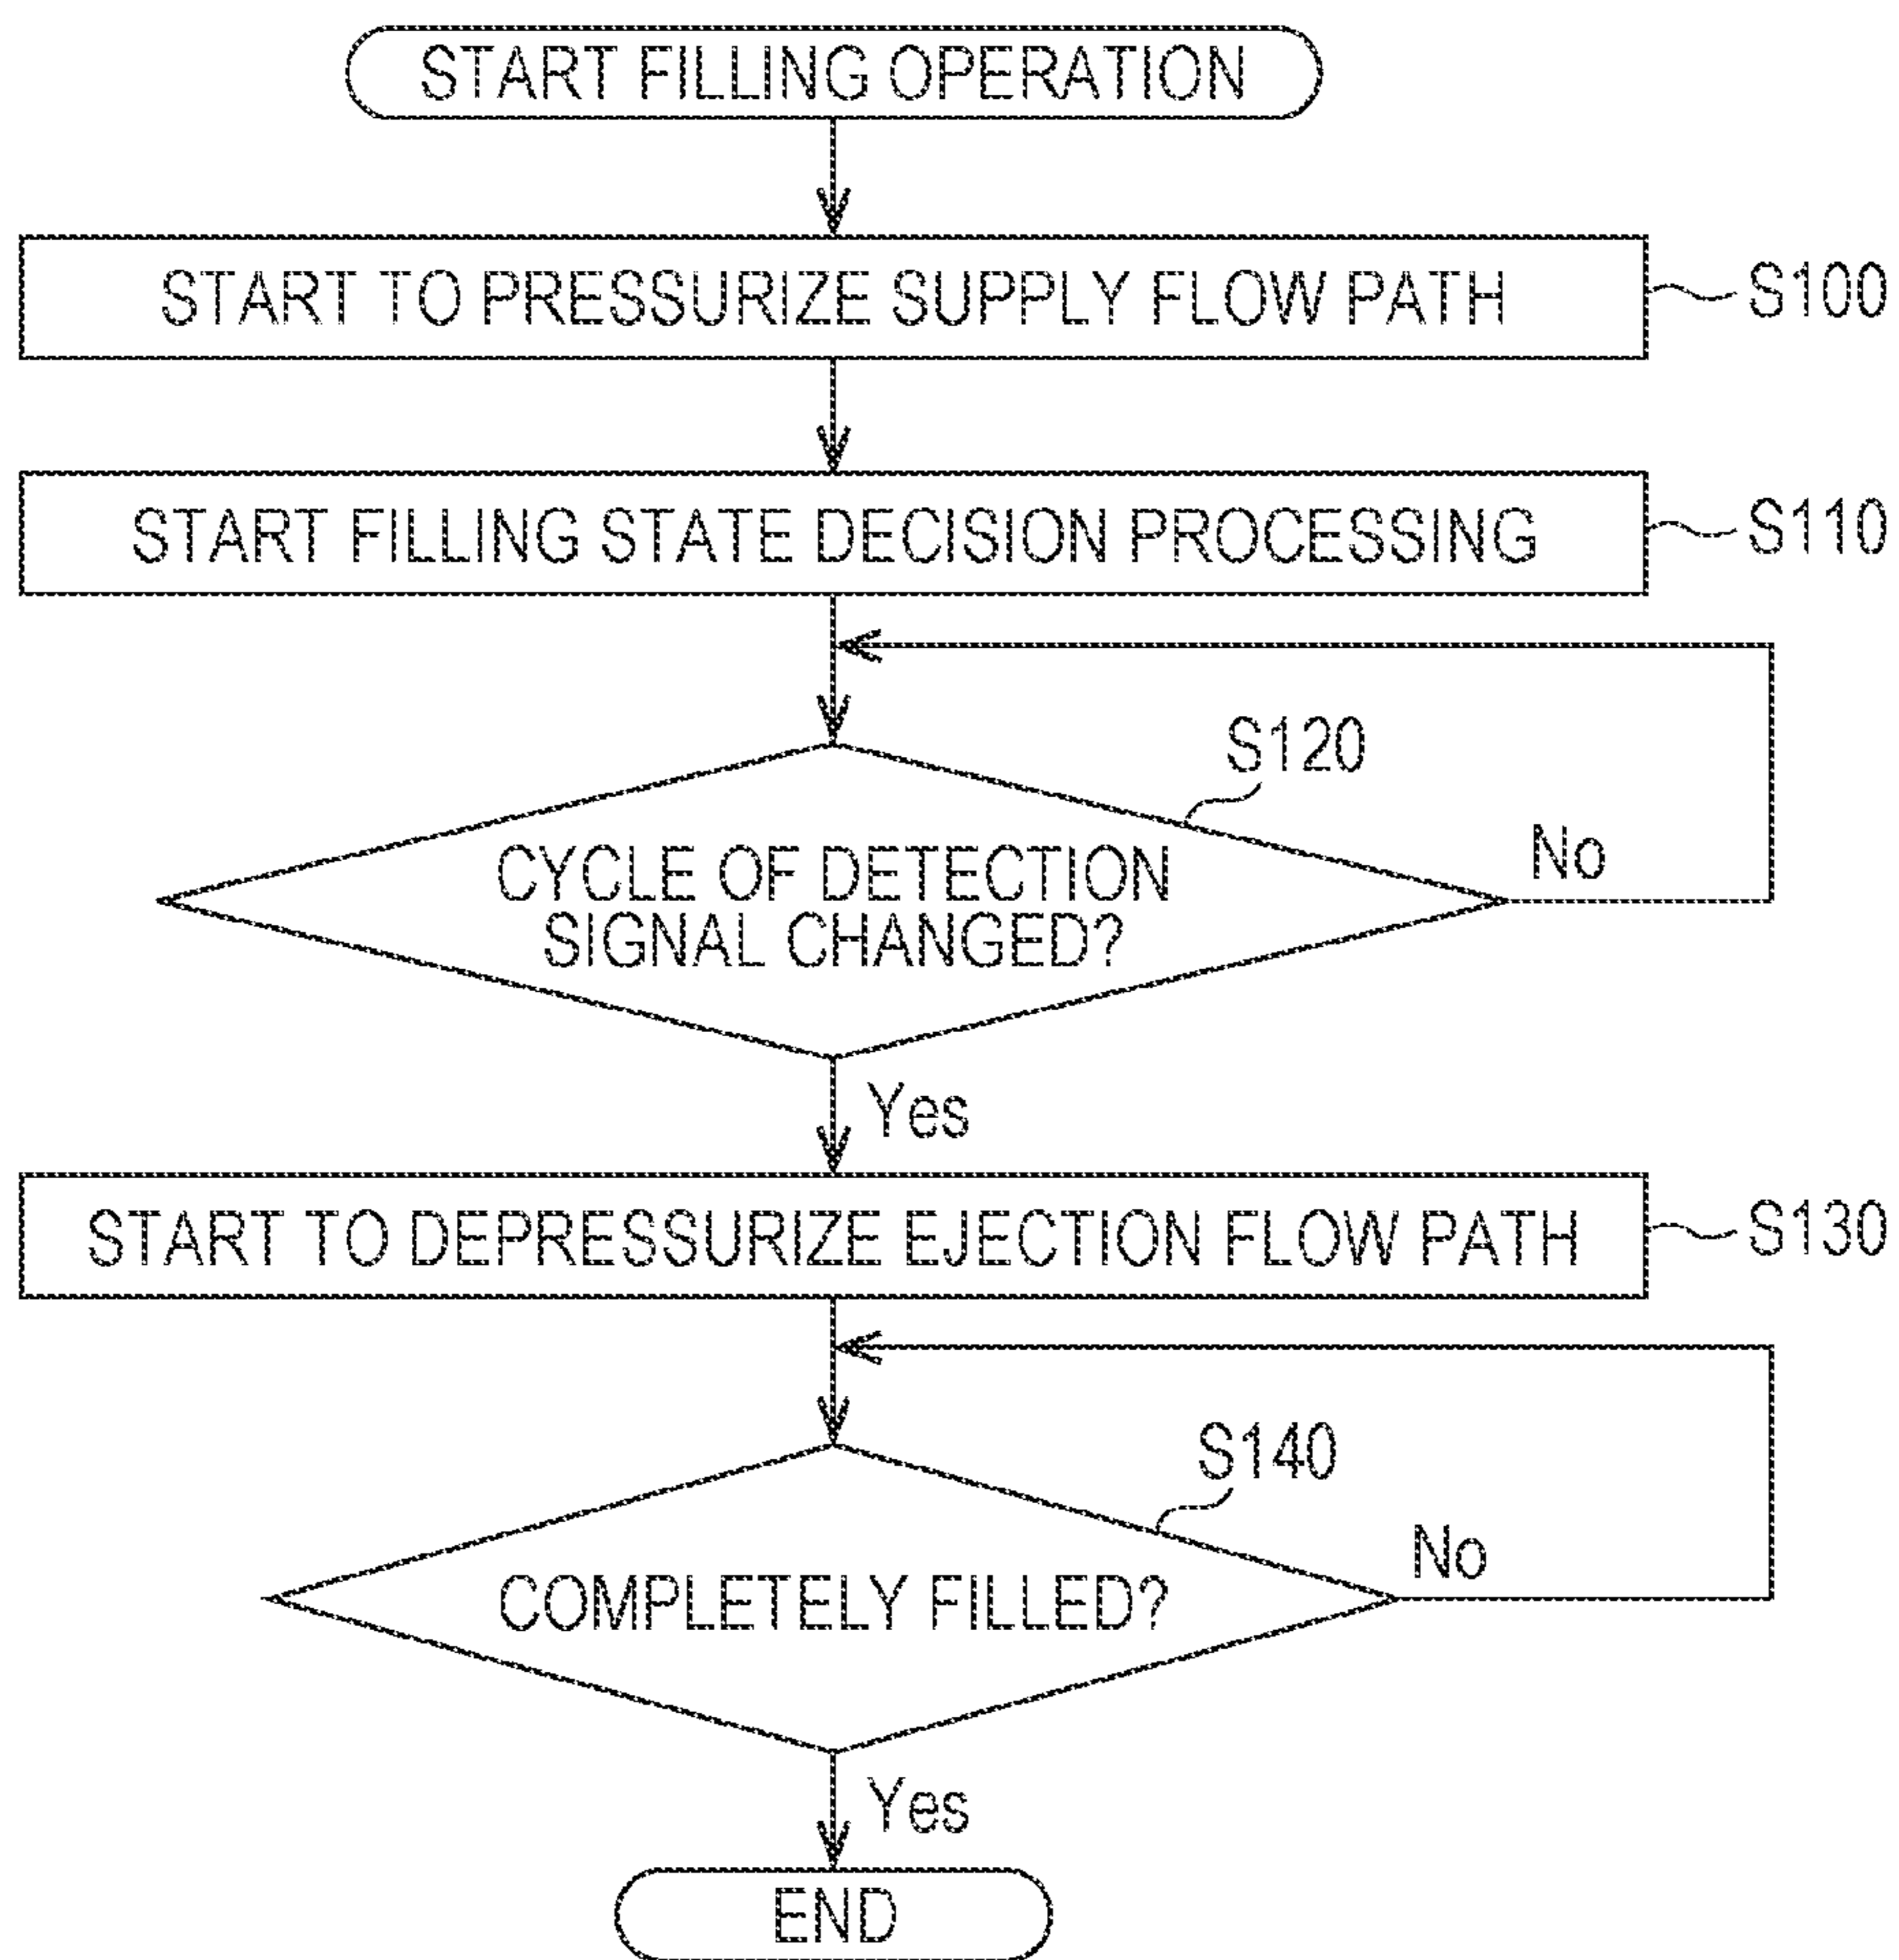 START FILLING OPERATION
START TO PRESSURIZE SUPPLY FLOW PATH
S100
START FILLING STATE DECISION PROCESSING
S110
S120
CYCLE OF DETECTION
SIGNAL CHANGED?
No
Yes
START TO DEPRESSURIZE EJECTION FLOW PATH
S130
S140
COMPLETELY FILLED?
No
Yes
END